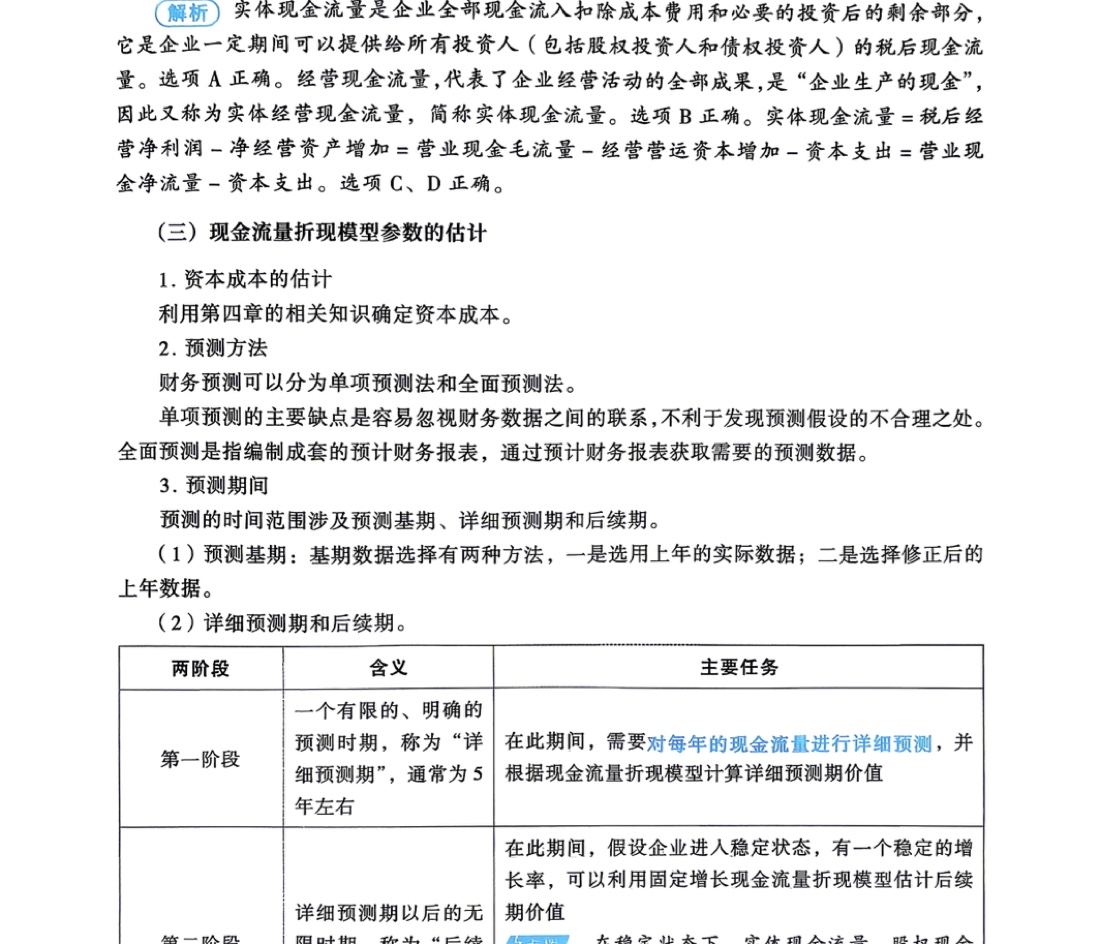 解析 实体现金流量是企业全部现金流入扣除成本费用和必要的投资后的剩余部分，
它是企业一定期间可以提供给所有投资人（包括股权投资人和债权投资人）的税后现金流
量。选项 A 正确。经营现金流量，代表了企业经营活动的全部成果，是“企业生产的现金”，
因此又称为实体经营现金流量，简称实体现金流量。选项 B 正确。实体现金流量 = 税后经
营净利润 – 净经营资产增加 = 营业现金毛流量 – 经营营运资本增加 – 资本支出 = 营业现
金净流量 – 资本支出。选项 C、D 正确。
（三）现金流量折现模型参数的估计
1. 资本成本的估计
利用第四章的相关知识确定资本成本。
2. 预测方法
财务预测可以分为单项预测法和全面预测法。
单项预测的主要缺点是容易忽视财务数据之间的联系，不利于发现预测假设的不合理之处。
全面预测是指编制成套的预计财务报表，通过预计财务报表获取需要的预测数据。
3. 预测期间
预测的时间范围涉及预测基期、详细预测期和后续期。
（1）预测基期：基期数据选择有两种方法，一是选用上年的实际数据；二是选择修正后的
上年数据。
（2）详细预测期和后续期。
两阶段 含义 主要任务
第一阶段
一个有限的、明确的
预测时期，称为“详
细预测期”，通常为 5
年左右
在此期间，需要对每年的现金流量进行详细预测，并
根据现金流量折现模型计算详细预测期价值
第二阶段
详细预测期以后的无
限时期，称为“后续
在此期间，假设企业进入稳定状态，有一个稳定的增
长率，可以利用固定增长现金流量折现模型估计后续
期价值
在稳定状态下，实体现金流量、股权现金